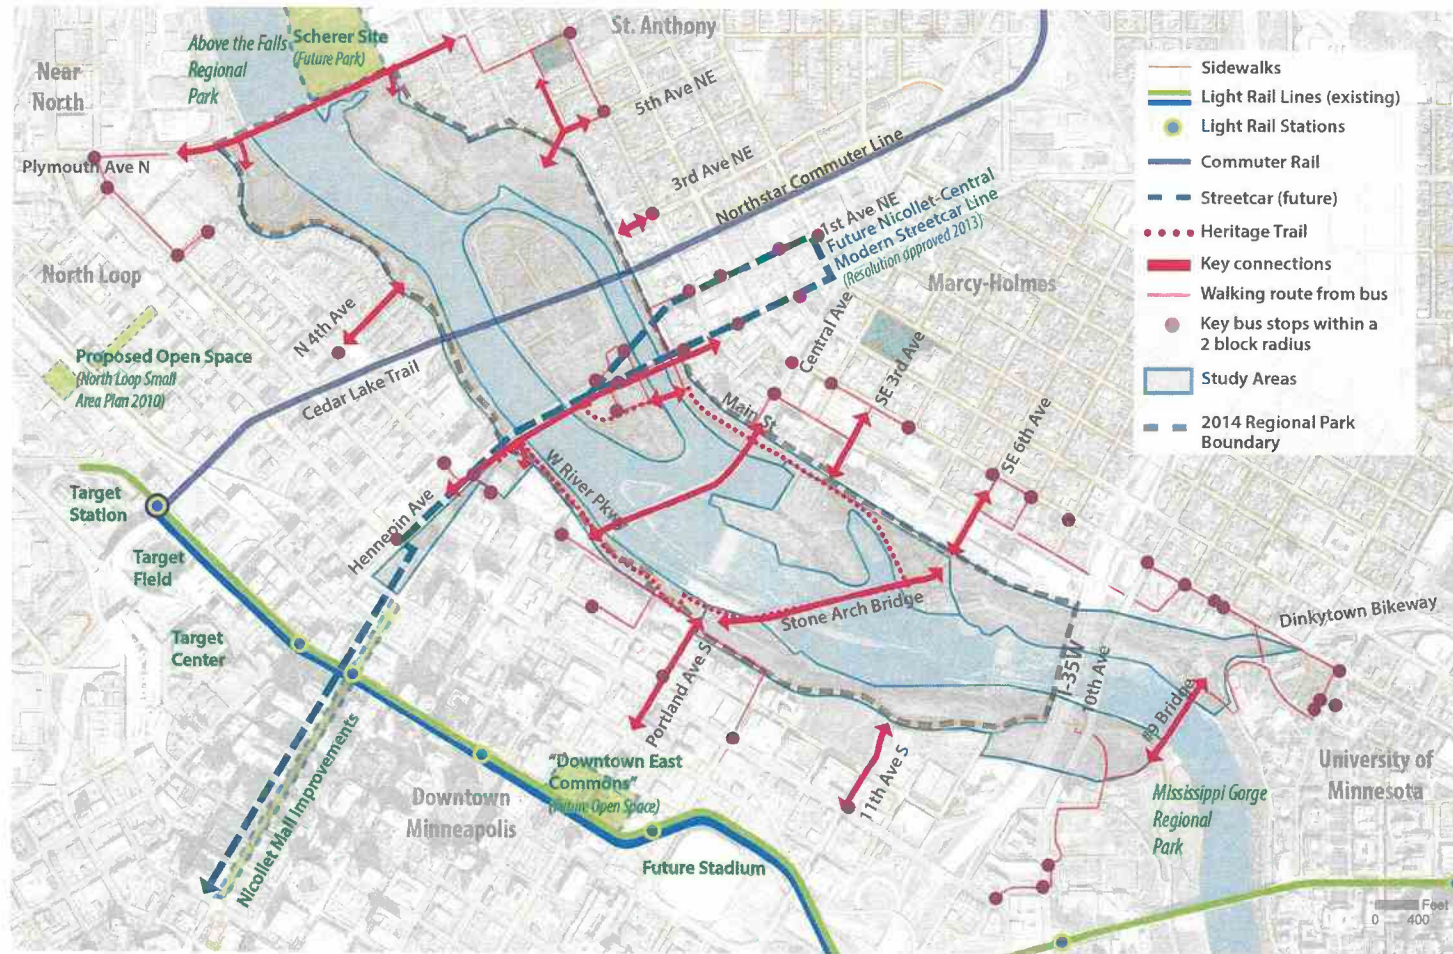 St. Anthony
Above the Falls
Regional
Park
Scherer Site
(Future Park)
Near
North
5th Ave NE
Plymouth Ave N
3rd Ave NE
Northstar Commuter Line
1st Ave NE
Future Nicollet-Central
Modern Streetcar Line
(Resolution approved 2013)
North Loop
Marcy-Holmes
N 4th Ave
Central Ave
SE 3rd Ave
Proposed Open Space
(North Loop Small
Area Plan 2010)
Cedar Lake Trail
Main St
SE 6th Ave
W River Pkwy
Target
Station
Hennepin Ave
Target
Field
Stone Arch Bridge
Dinkytown Bikeway
Target
Center
I-35W
10th Ave
#9 Bridge
Portland Ave S
Nicollet Mall Improvements
11th Ave S
"Downtown East
Commons"
(Future Open Space)
Downtown
Minneapolis
University of
Minnesota
Mississippi Gorge
Regional
Park
Future Stadium
Sidewalks
Light Rail Lines (existing)
Light Rail Stations
Commuter Rail
Streetcar (future)
Heritage Trail
Key connections
Walking route from bus
Key bus stops within a
2 block radius
Study Areas
2014 Regional Park
Boundary
Feet
0 400